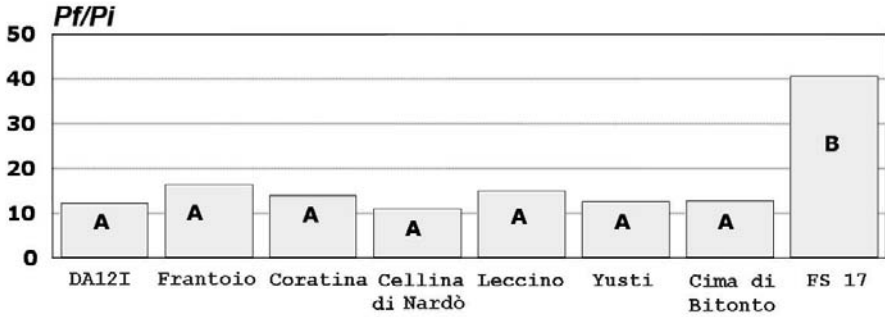 Pf/Pi
50
40
30
20
10
0
A A A A A A A B
DA12I Frantoio Coratina Cellina di Nardò Leccino Yusti Cima di Bitonto FS 17